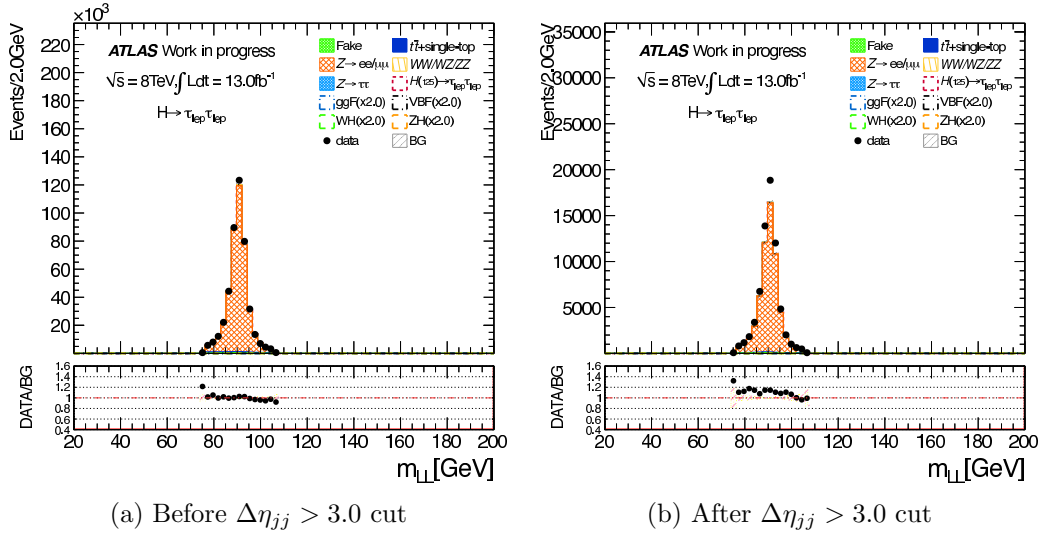 ×10³
Events/2.0GeV
220
200
180
160
140
120
100
80
60
40
20
ATLAS Work in progress
√s = 8TeV, ∫ Ldt = 13.0fb⁻¹
H→ τlepτlep
Fake
tt̄+single-top
Z→ee/μμ
WW/WZ/ZZ
Z→ττ
H(125)→τlepτlep
ggF(x2.0)
VBF(x2.0)
WH(x2.0)
ZH(x2.0)
data
BG
DATA/BG
1.6
1.4
1.2
1
0.8
0.6
0.4
20 40 60 80 100 120 140 160 180 200
mLL[GeV]
(a) Before Δηjj > 3.0 cut
Events/2.0GeV
35000
30000
25000
20000
15000
10000
5000
ATLAS Work in progress
√s = 8TeV, ∫ Ldt = 13.0fb⁻¹
H→ τlepτlep
Fake
tt̄+single-top
Z→ee/μμ
WW/WZ/ZZ
Z→ττ
H(125)→τlepτlep
ggF(x2.0)
VBF(x2.0)
WH(x2.0)
ZH(x2.0)
data
BG
DATA/BG
1.6
1.4
1.2
1
0.8
0.6
0.4
20 40 60 80 100 120 140 160 180 200
mLL[GeV]
(b) After Δηjj > 3.0 cut